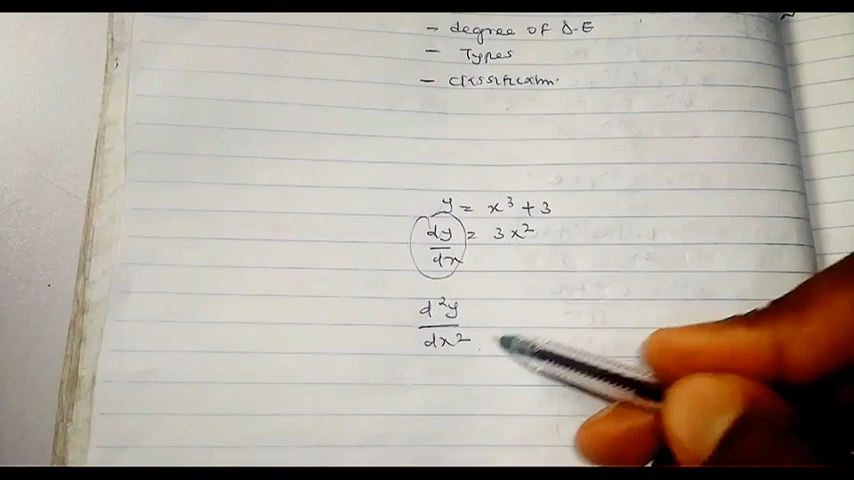 - degree of D.E
- Types
- classification.
y = x³ + 3
dy/dx = 3x²
d²y/dx²